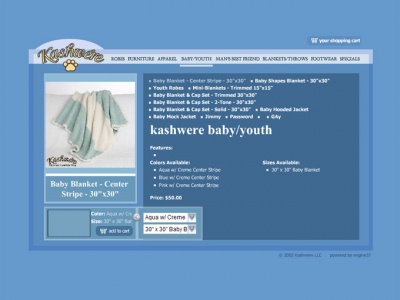 your shopping cart
Kashwere
ROBES FURNITURE APPAREL BABY/YOUTH MAN'S BEST FRIEND BLANKETS/THROWS FOOTWEAR SPECIALS
• Baby Blanket - Center Stripe - 30"x30" • Baby Shapes Blanket - 30"x30"
• Youth Robes • Mini-Blankets - Trimmed 15"x15"
• Baby Blanket & Cap Set - Trimmed 30"x30"
• Baby Blanket & Cap Set - 2-Tone - 30"x30"
• Baby Blanket & Cap Set - Solid - 30"x30" • Baby Hooded Jacket
• Baby Mock Jacket • Jimmy • Password • • GAy
kashwere baby/youth
Features:
•
Colors Available:
• Aqua w/ Creme Center Stripe
• Blue w/ Creme Center Stripe
• Pink w/ Creme Center Stripe
Sizes Available:
• 30" x 30" Baby Blanket
Price: $50.00
Kashwere
Baby Blanket - Center
Stripe - 30"x30"
Color: Aqua w/ Cre
Size: 30" x 30" Bab
add to cart
Aqua w/ Creme
30" x 30" Baby B
© 2005 Kashwere LLC
powered by